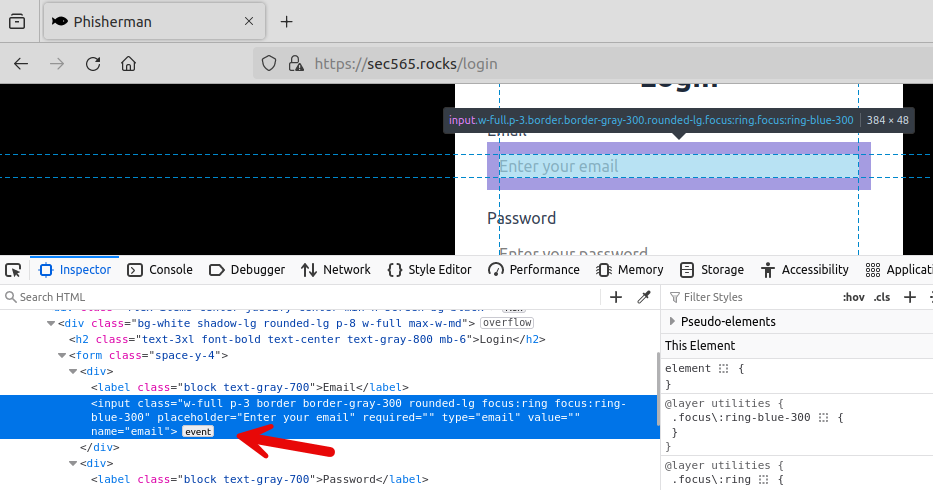 Phisherman
https://sec565.rocks/login
Login
input.w-full.p-3.border.border-gray-300.rounded-lg.focus:ring.focus:ring-blue-300 384 × 48
Email
Enter your email
Password
Enter your password
Inspector Console Debugger Network Style Editor Performance Memory Storage Accessibility Applicati
Search HTML
Filter Styles :hov .cls
<div class="bg-white shadow-lg rounded-lg p-8 w-full max-w-md"> overflow
<h2 class="text-3xl font-bold text-center text-gray-800 mb-6">Login</h2>
<form class="space-y-4">
<div>
<label class="block text-gray-700">Email</label>
<input class="w-full p-3 border border-gray-300 rounded-lg focus:ring focus:ring-
blue-300" placeholder="Enter your email" required="" type="email" value=""
name="email"> event
</div>
<div>
<label class="block text-gray-700">Password</label>
Pseudo-elements
This Element
element {
}
@layer utilities {
.focus\:ring-blue-300 {
}
}
@layer utilities {
.focus\:ring {